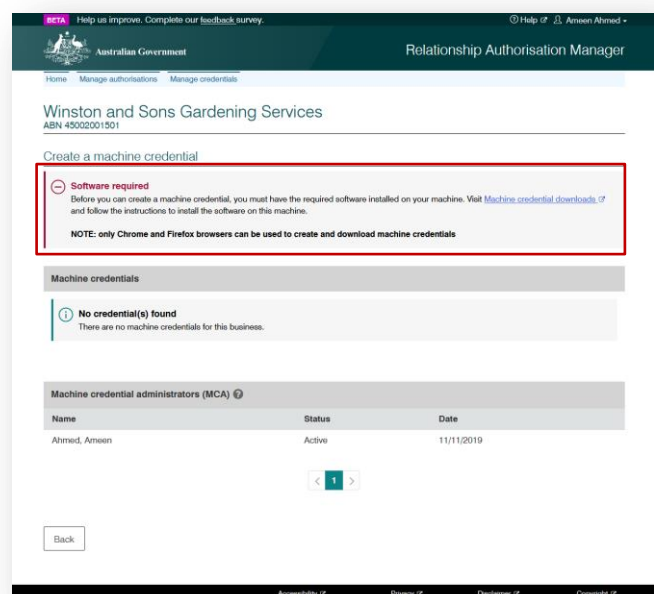 BETA Help us improve. Complete our feedback survey.
Help Ameen Ahmed
Australian Government
Relationship Authorisation Manager
Home Manage authorisations Manage credentials
Winston and Sons Gardening Services
ABN 45002001501
Create a machine credential
Software required
Before you can create a machine credential, you must have the required software installed on your machine. Visit Machine credential downloads
and follow the instructions to install the software on this machine.
NOTE: only Chrome and Firefox browsers can be used to create and download machine credentials
Machine credentials
No credential(s) found
There are no machine credentials for this business.
Machine credential administrators (MCA)
Name Status Date
Ahmed, Ameen Active 11/11/2019
< 1 >
Back
Accessibility Privacy Disclaimer Copyright